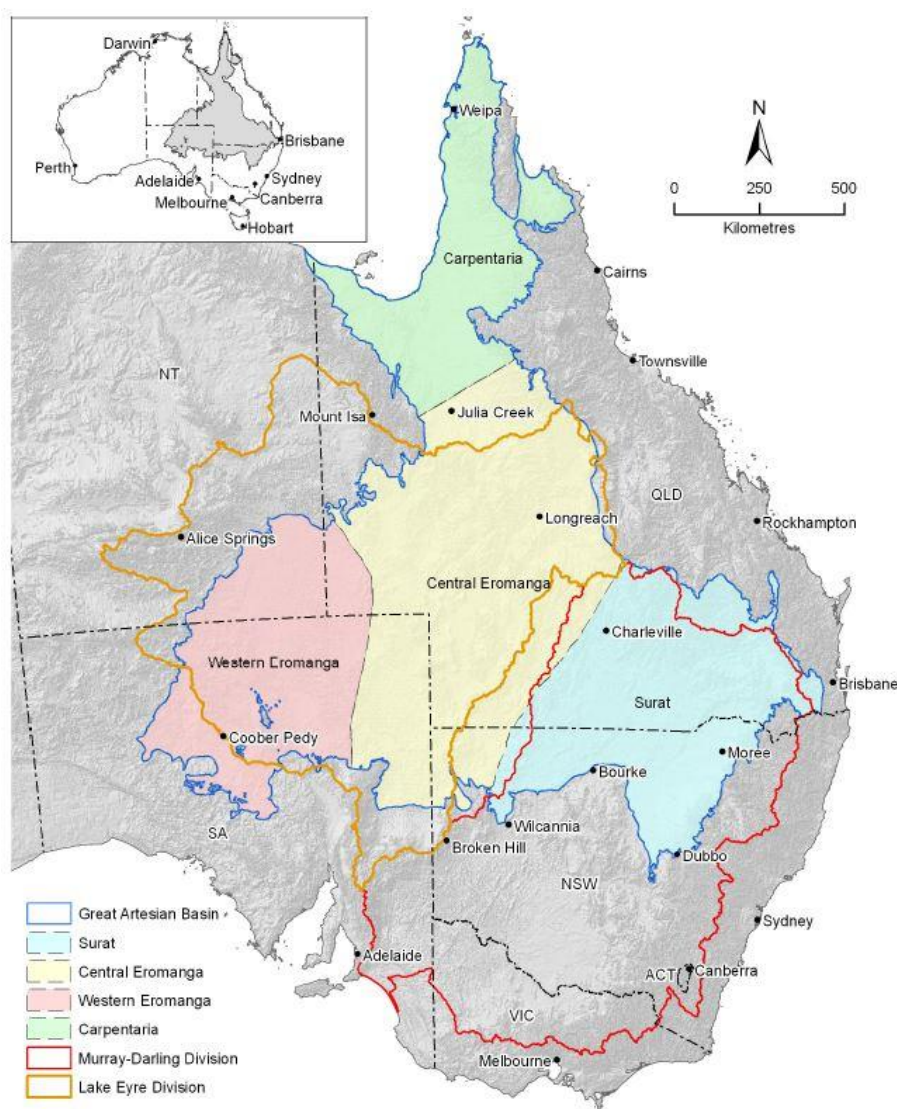 Darwin
Brisbane
Perth
Adelaide
Sydney
Melbourne
Canberra
Hobart
N
0 250 500
Kilometres
Weipa
Carpentaria
Cairns
Townsville
NT
Mount Isa
Julia Creek
QLD
Longreach
Rockhampton
Alice Springs
Central Eromanga
Charleville
Western Eromanga
Brisbane
Surat
Coober Pedy
Moree
Bourke
Wilcannia
SA
Broken Hill
Dubbo
NSW
Sydney
Adelaide
ACT
Canberra
VIC
Melbourne
Great Artesian Basin
Surat
Central Eromanga
Western Eromanga
Carpentaria
Murray-Darling Division
Lake Eyre Division